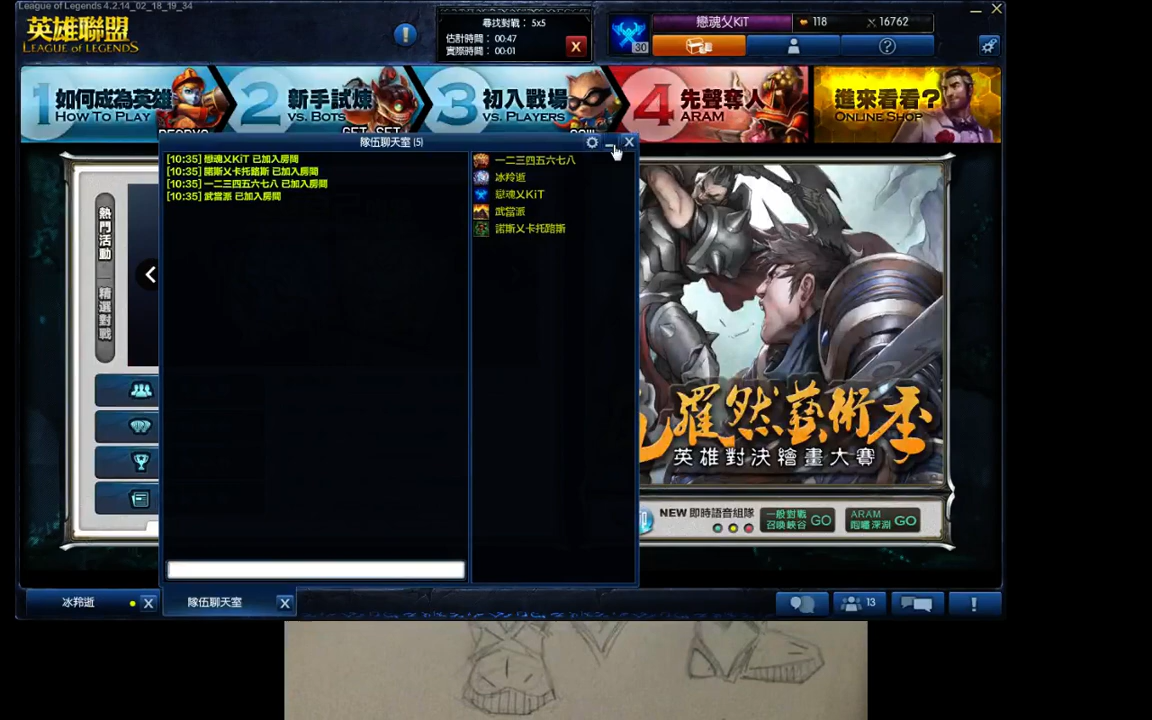 League of Legends 4.2.14_02_18_19_34
英雄聯盟
LEAGUE of LEGENDS
尋找對戰： 5x5
估計時間： 00:47
實際時間： 00:01
X
30
戀魂乂KiT
118
16762
1 如何成為英雄
HOW TO PLAY
2 新手試煉
VS. BOTS
3 初入戰場
VS. PLAYERS
4 先聲奪人
ARAM
進來看看？
ONLINE SHOP
隊伍聊天室 (5)
[10:35] 戀魂乂KiT 已加入房間
[10:35] 諾斯乂卡托路斯 已加入房間
[10:35] 一二三四五六七八 已加入房間
[10:35] 武當派 已加入房間
一二三四五六七八
冰羚逝
戀魂乂KiT
武當派
諾斯乂卡托路斯
熱門活動
精選對戰
羅然藝術季
英雄對決繪畫大賽
NEW 即時語音組隊
一般對戰
召喚峽谷 GO
ARAM
咆嘯深淵 GO
冰羚逝
隊伍聊天室
13